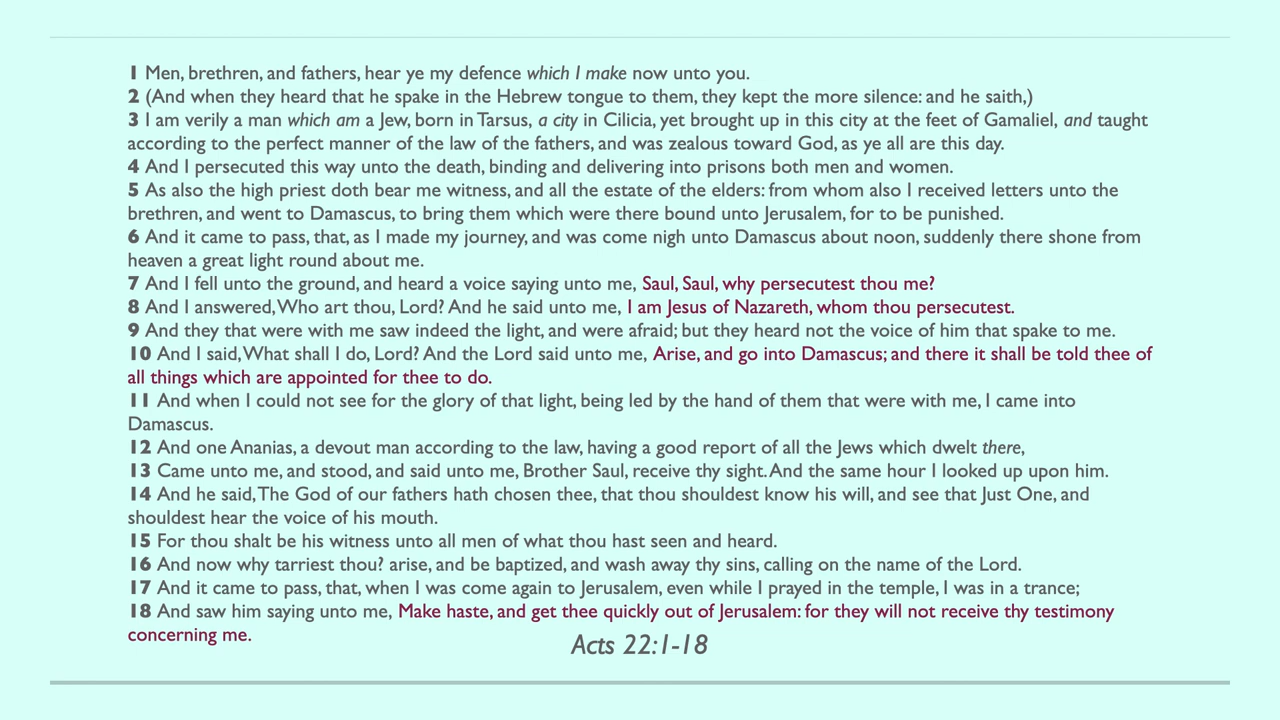 1 Men, brethren, and fathers, hear ye my defence which I make now unto you.
2 (And when they heard that he spake in the Hebrew tongue to them, they kept the more silence: and he saith,)
3 I am verily a man which am a Jew, born in Tarsus, a city in Cilicia, yet brought up in this city at the feet of Gamaliel, and taught
according to the perfect manner of the law of the fathers, and was zealous toward God, as ye all are this day.
4 And I persecuted this way unto the death, binding and delivering into prisons both men and women.
5 As also the high priest doth bear me witness, and all the estate of the elders: from whom also I received letters unto the
brethren, and went to Damascus, to bring them which were there bound unto Jerusalem, for to be punished.
6 And it came to pass, that, as I made my journey, and was come nigh unto Damascus about noon, suddenly there shone from
heaven a great light round about me.
7 And I fell unto the ground, and heard a voice saying unto me, Saul, Saul, why persecutest thou me?
8 And I answered, Who art thou, Lord? And he said unto me, I am Jesus of Nazareth, whom thou persecutest.
9 And they that were with me saw indeed the light, and were afraid; but they heard not the voice of him that spake to me.
10 And I said, What shall I do, Lord? And the Lord said unto me, Arise, and go into Damascus; and there it shall be told thee of
all things which are appointed for thee to do.
11 And when I could not see for the glory of that light, being led by the hand of them that were with me, I came into
Damascus.
12 And one Ananias, a devout man according to the law, having a good report of all the Jews which dwelt there,
13 Came unto me, and stood, and said unto me, Brother Saul, receive thy sight. And the same hour I looked up upon him.
14 And he said, The God of our fathers hath chosen thee, that thou shouldest know his will, and see that Just One, and
shouldest hear the voice of his mouth.
15 For thou shalt be his witness unto all men of what thou hast seen and heard.
16 And now why tarriest thou? arise, and be baptized, and wash away thy sins, calling on the name of the Lord.
17 And it came to pass, that, when I was come again to Jerusalem, even while I prayed in the temple, I was in a trance;
18 And saw him saying unto me, Make haste, and get thee quickly out of Jerusalem: for they will not receive thy testimony
concerning me.
Acts 22:1-18